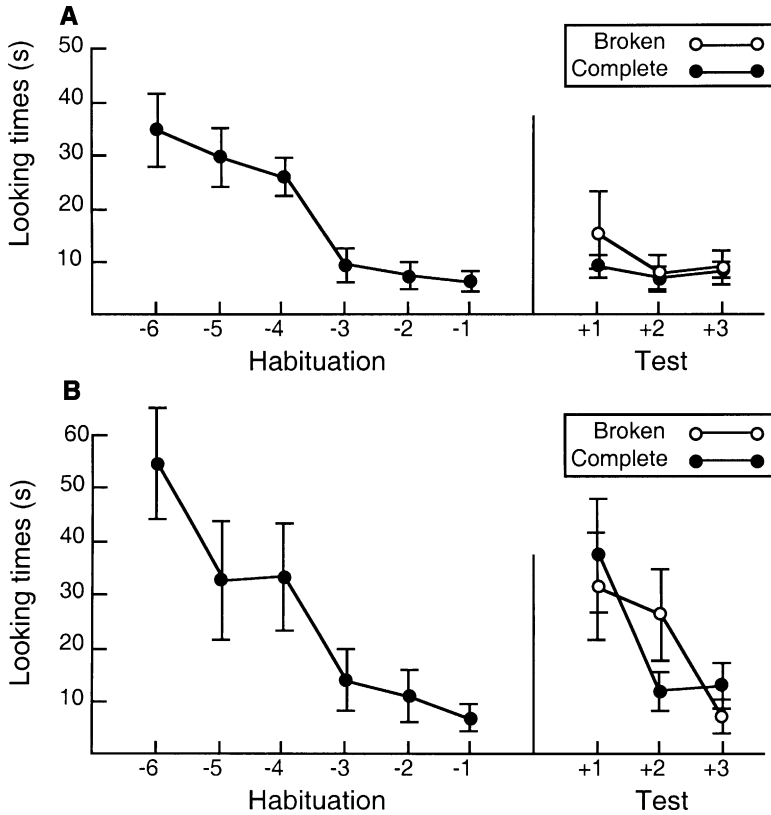 A
Looking times (s)
50
40
30
20
10
-6 -5 -4 -3 -2 -1
Habituation
Broken
Complete
+1 +2 +3
Test
B
Looking times (s)
60
50
40
30
20
10
-6 -5 -4 -3 -2 -1
Habituation
Broken
Complete
+1 +2 +3
Test